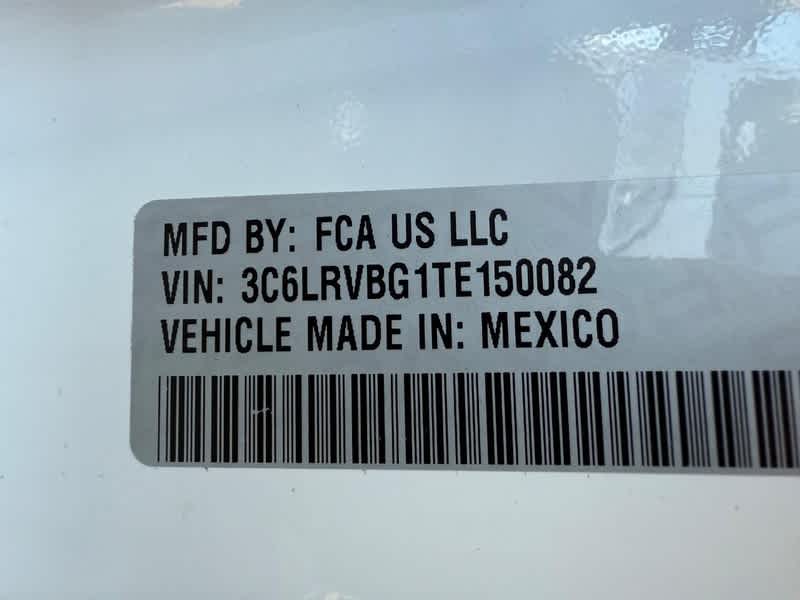 MFD BY: FCA US LLC
VIN: 3C6LRVBG1TE150082
VEHICLE MADE IN: MEXICO